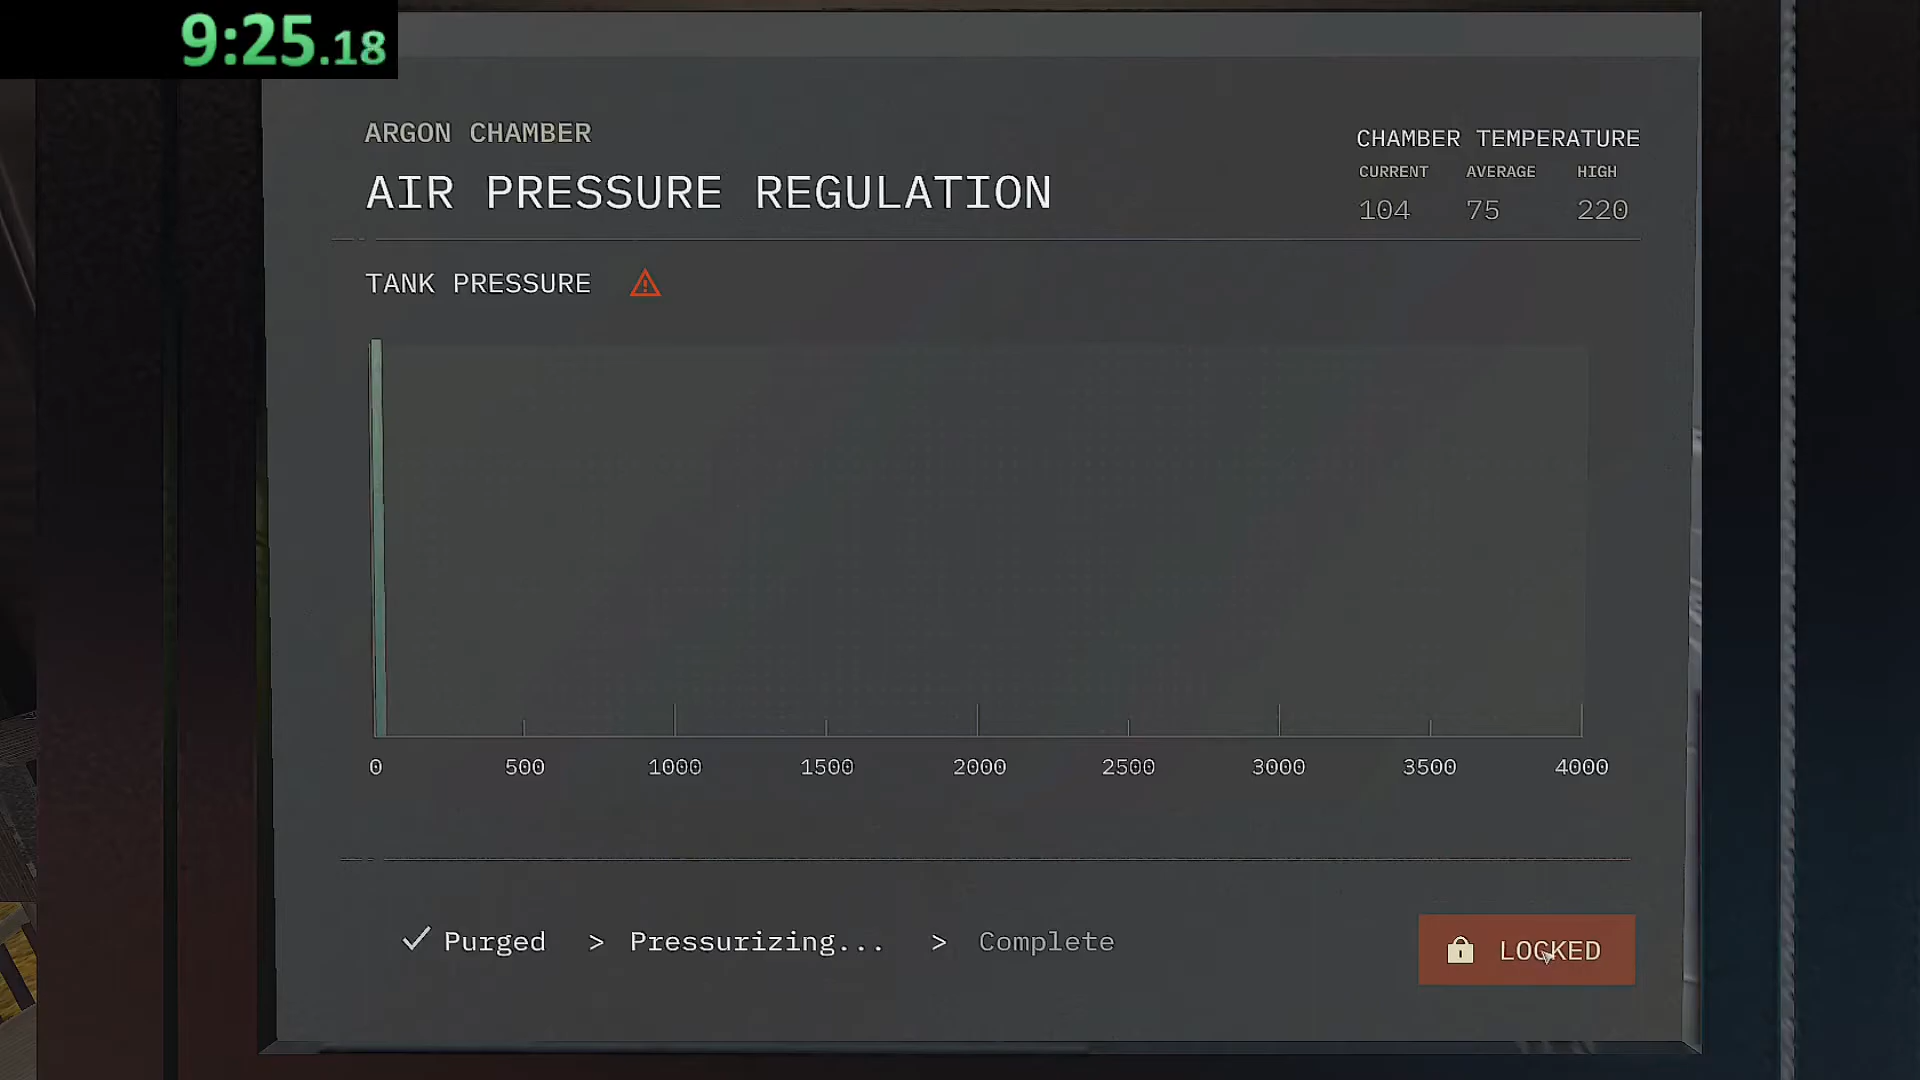 9:25.18
ARGON CHAMBER
AIR PRESSURE REGULATION
CHAMBER TEMPERATURE
CURRENT AVERAGE HIGH
104 75 220
TANK PRESSURE
0 500 1000 1500 2000 2500 3000 3500 4000
Purged > Pressurizing... > Complete
LOCKED